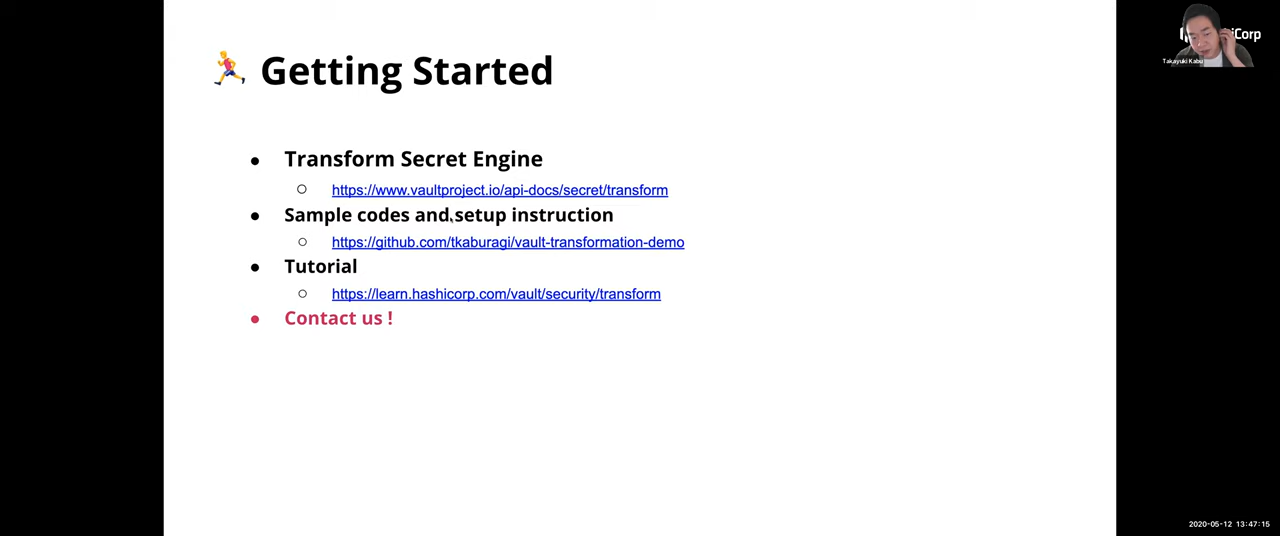 Getting Started
Transform Secret Engine
https://www.vaultproject.io/api-docs/secret/transform
Sample codes and setup instruction
https://github.com/tkaburagi/vault-transformation-demo
Tutorial
https://learn.hashicorp.com/vault/security/transform
Contact us !
iCorp
Takayuki Kabu
2020-05-12 13:47:15